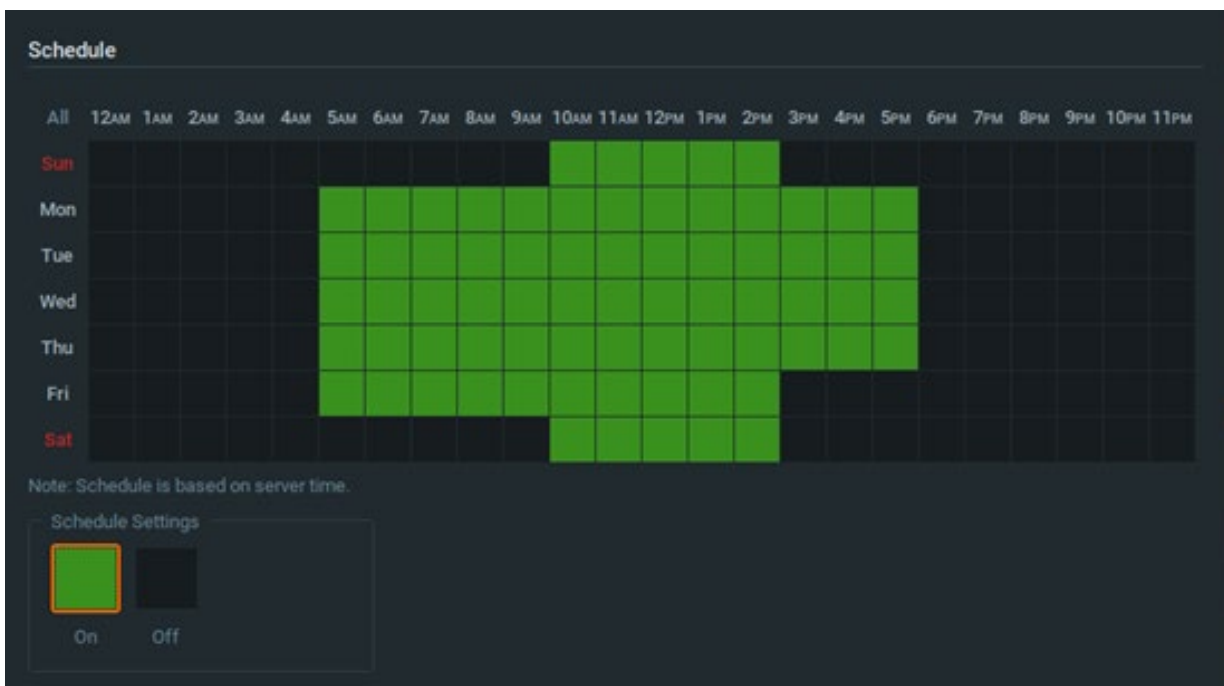 Schedule
All 12AM 1AM 2AM 3AM 4AM 5AM 6AM 7AM 8AM 9AM 10AM 11AM 12PM 1PM 2PM 3PM 4PM 5PM 6PM 7PM 8PM 9PM 10PM 11PM
Sun
Mon
Tue
Wed
Thu
Fri
Sat
Note: Schedule is based on server time.
Schedule Settings
On Off